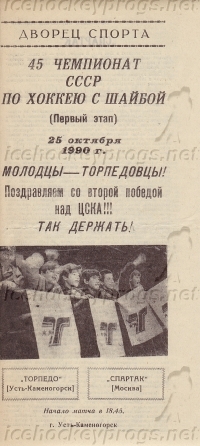 ДВОРЕЦ СПОРТА
45 ЧЕМПИОНАТ
СССР
ПО ХОККЕЮ С ШАЙБОЙ
(Первый этап)
25 октября
1990 г.
МОЛОДЦЫ—ТОРПЕДОВЦЫ!
Поздравляем со второй победой
над ЦСКА!!!
ТАК ДЕРЖАТЬ!
Т Т
„ТОРПЕДО"
[Усть-Каменогорск]
„СПАРТАК"
[Москва]
Начало матча в 18.45.
г. Усть-Каменогорск